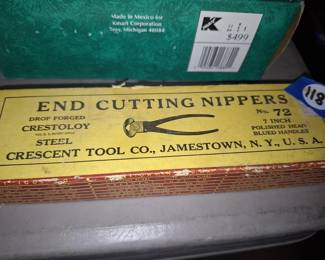 Made in Mexico for
Kmart Corporation
Troy, Michigan 48084
K
$499
118
END CUTTING NIPPERS
DROP FORGED
CRESTOLOY
STEEL
No. 72
7 INCH
POLISHED HEAD
BLUED HANDLES
CRESCENT TOOL CO., JAMESTOWN, N.Y., U.S.A.